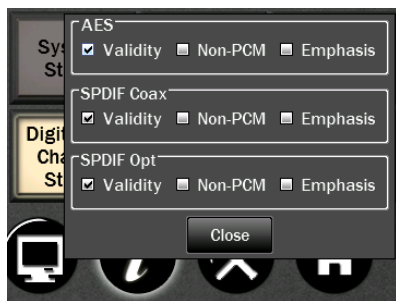 AES
Validity Non-PCM Emphasis
SPDIF Coax
Validity Non-PCM Emphasis
SPDIF Opt
Validity Non-PCM Emphasis
Close